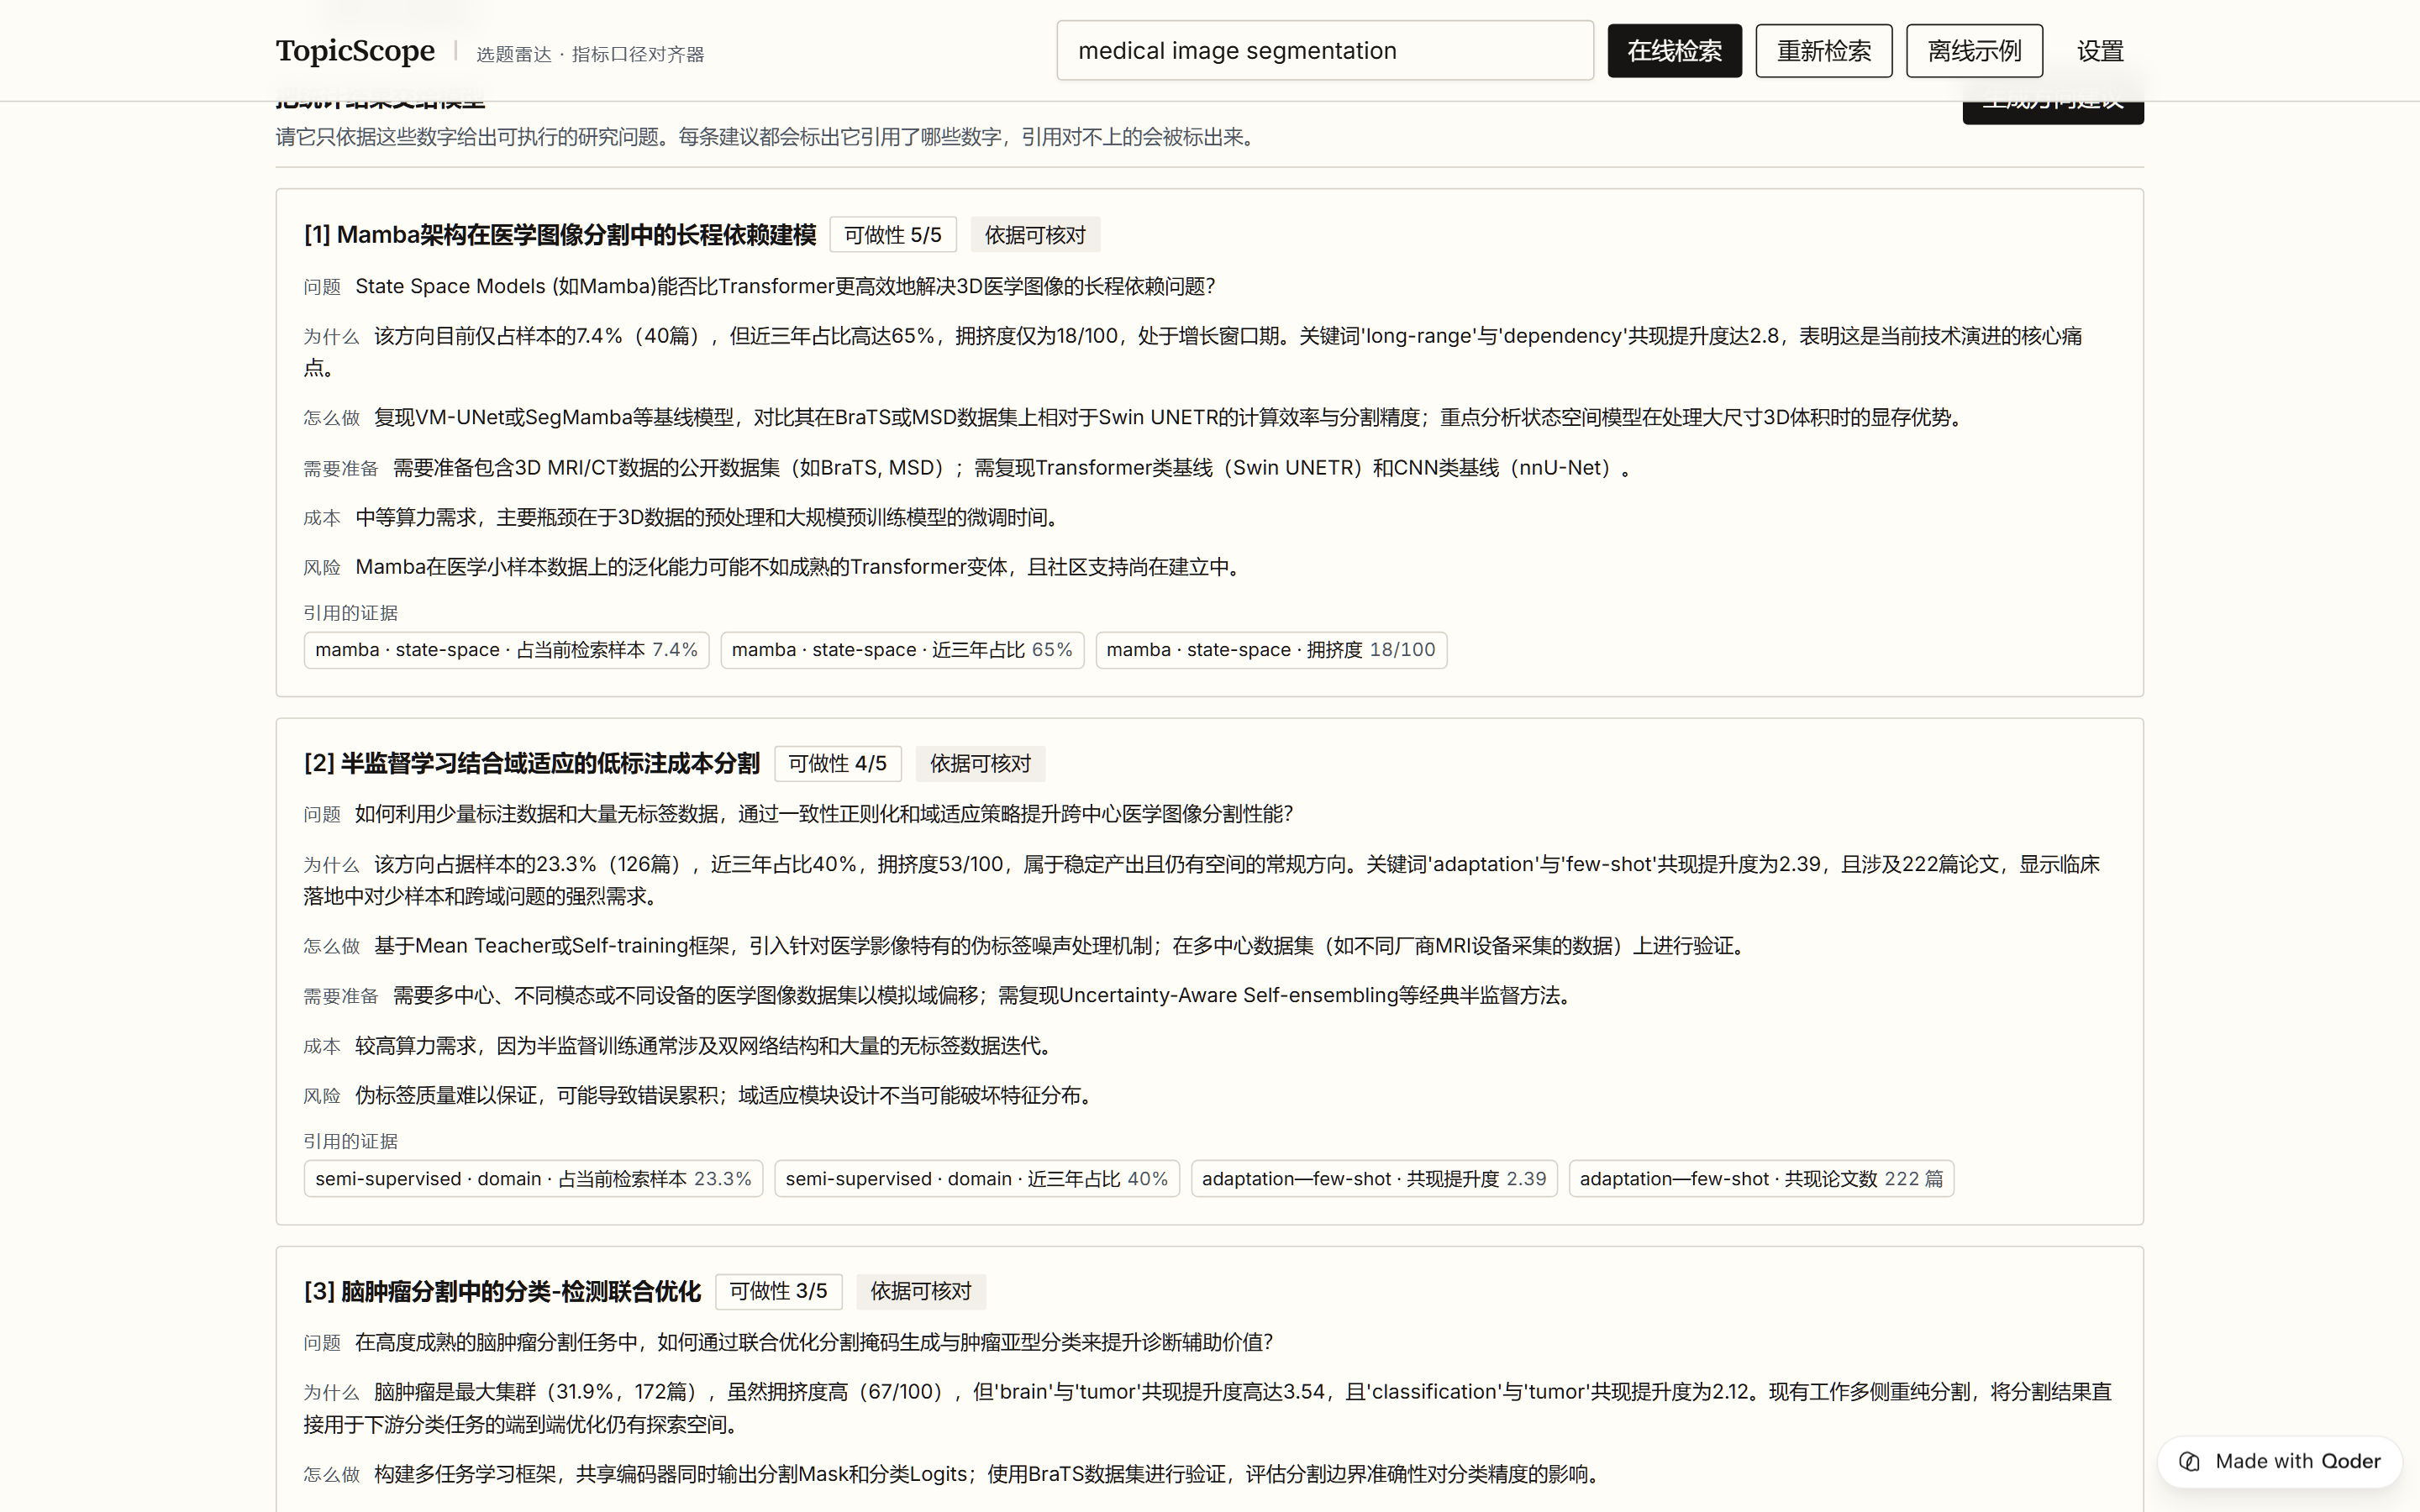 TopicScope | 选题雷达 · 指标口径对齐器
medical image segmentation
在线检索
重新检索
离线示例
设置
把统计结果交给模型
生成方向建议
请它只依据这些数字给出可执行的研究问题。每条建议都会标出它引用了哪些数字，引用对不上的会被标出来。
[1] Mamba架构在医学图像分割中的长程依赖建模 可做性 5/5 依据可核对
问题 State Space Models (如Mamba)能否比Transformer更高效地解决3D医学图像的长程依赖问题？
为什么 该方向目前仅占样本的7.4%（40篇），但近三年占比高达65%，拥挤度仅为18/100，处于增长窗口期。关键词'long-range'与'dependency'共现提升度达2.8，表明这是当前技术演进的核心痛
点。
怎么做 复现VM-UNet或SegMamba等基线模型，对比其在BraTS或MSD数据集上相对于Swin UNETR的计算效率与分割精度；重点分析状态空间模型在处理大尺寸3D体积时的显存优势。
需要准备 需要准备包含3D MRI/CT数据的公开数据集（如BraTS, MSD）；需复现Transformer类基线（Swin UNETR）和CNN类基线（nnU-Net）。
成本 中等算力需求，主要瓶颈在于3D数据的预处理和大规模预训练模型的微调时间。
风险 Mamba在医学小样本数据上的泛化能力可能不如成熟的Transformer变体，且社区支持尚在建立中。
引用的证据
mamba · state-space · 占当前检索样本 7.4%
mamba · state-space · 近三年占比 65%
mamba · state-space · 拥挤度 18/100
[2] 半监督学习结合域适应的低标注成本分割 可做性 4/5 依据可核对
问题 如何利用少量标注数据和大量无标签数据，通过一致性正则化和域适应策略提升跨中心医学图像分割性能？
为什么 该方向占据样本的23.3%（126篇），近三年占比40%，拥挤度53/100，属于稳定产出且仍有空间的常规方向。关键词'adaptation'与'few-shot'共现提升度为2.39，且涉及222篇论文，显示临床
落地中对少样本和跨域问题的强烈需求。
怎么做 基于Mean Teacher或Self-training框架，引入针对医学影像特有的伪标签噪声处理机制；在多中心数据集（如不同厂商MRI设备采集的数据）上进行验证。
需要准备 需要多中心、不同模态或不同设备的医学图像数据集以模拟域偏移；需复现Uncertainty-Aware Self-ensembling等经典半监督方法。
成本 较高算力需求，因为半监督训练通常涉及双网络结构和大量的无标签数据迭代。
风险 伪标签质量难以保证，可能导致错误累积；域适应模块设计不当可能破坏特征分布。
引用的证据
semi-supervised · domain · 占当前检索样本 23.3%
semi-supervised · domain · 近三年占比 40%
adaptation—few-shot · 共现提升度 2.39
adaptation—few-shot · 共现论文数 222 篇
[3] 脑肿瘤分割中的分类-检测联合优化 可做性 3/5 依据可核对
问题 在高度成熟的脑肿瘤分割任务中，如何通过联合优化分割掩码生成与肿瘤亚型分类来提升诊断辅助价值？
为什么 脑肿瘤是最大集群（31.9%，172篇），虽然拥挤度高（67/100），但'brain'与'tumor'共现提升度高达3.54，且'classification'与'tumor'共现提升度为2.12。现有工作多侧重纯分割，将分割结果直
接用于下游分类任务的端到端优化仍有探索空间。
怎么做 构建多任务学习框架，共享编码器同时输出分割Mask和分类Logits；使用BraTS数据集进行验证，评估分割边界准确性对分类精度的影响。
Made with Qoder